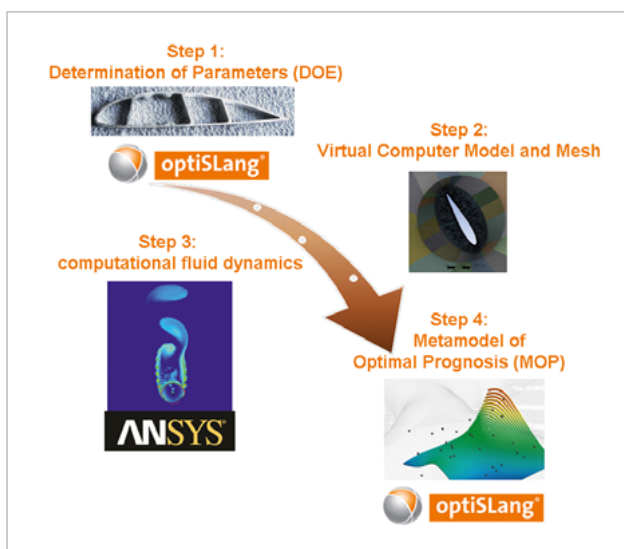 Step 1:
Determination of Parameters (DOE)
optiSLang®
Step 2:
Virtual Computer Model and Mesh
Step 3:
computational fluid dynamics
ANSYS®
Step 4:
Metamodel of
Optimal Prognosis (MOP)
optiSLang®